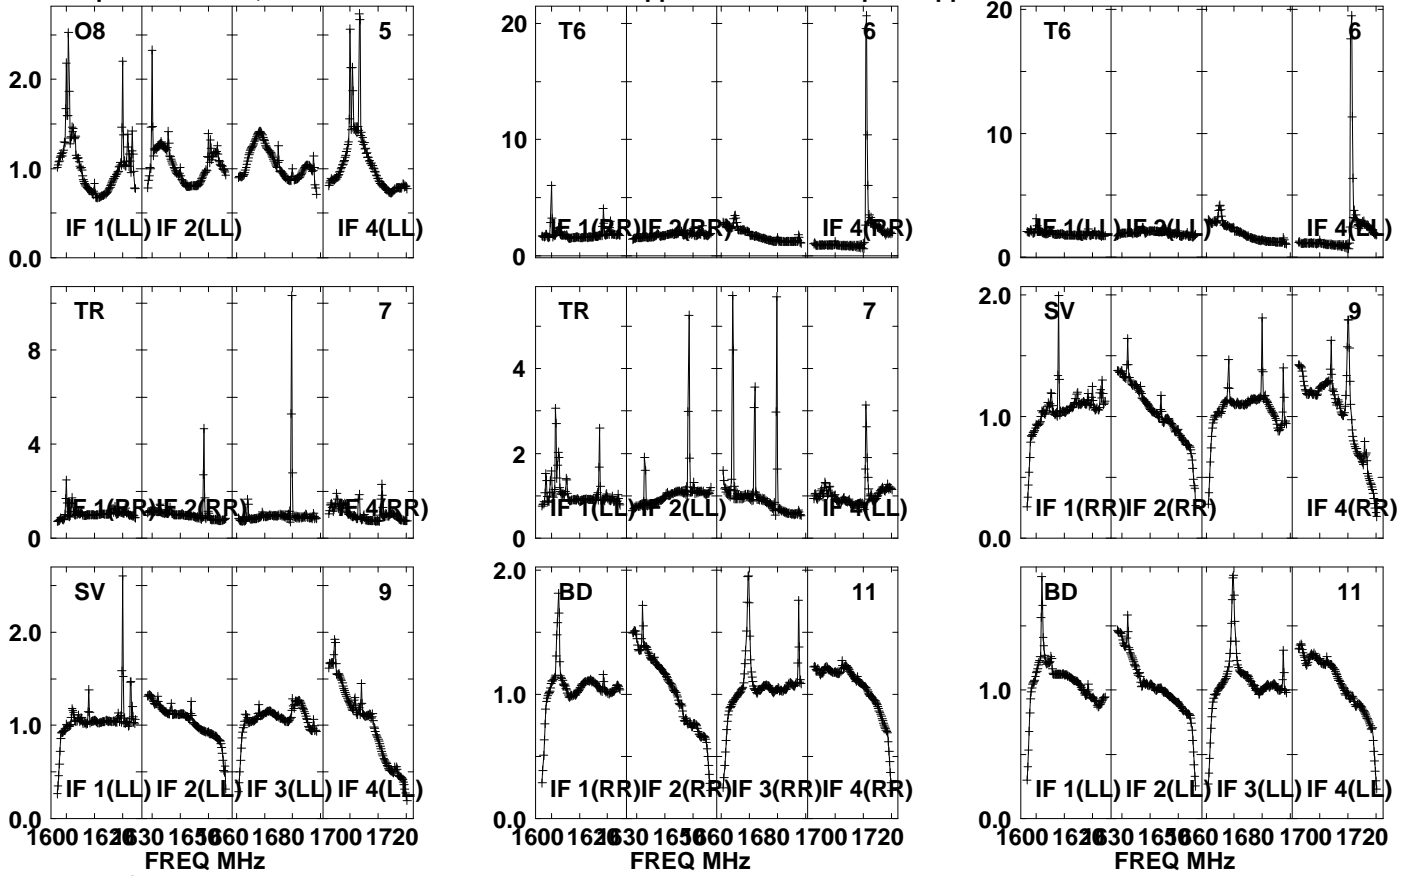 O8 5 T6 6 T6 6
2.0 20 20
1.0 10 10
IF 1(LL) IF 2(LL) IF 4(LL) IF 1(RR) IF 2(RR) IF 4(RR) IF 1(LL) IF 2(LL) IF 4(LL)
0.0 0 0
TR 7 TR 7 SV 9
8 4 2.0
4 2 1.0
IF 1(RR) IF 2(RR) IF 4(RR) IF 1(LL) IF 2(LL) IF 4(LL) IF 1(RR) IF 2(RR) IF 4(RR)
0 0 0.0
SV 9 BD 11 BD 11
2.0 2.0
1.0 1.0 1.0
IF 1(LL) IF 2(LL) IF 3(LL) IF 4(LL) IF 1(RR) IF 2(RR) IF 3(RR) IF 4(RR) IF 1(LL) IF 2(LL) IF 3(LL) IF 4(LL)
0.0 0.0 0.0
1600 1620 1630 1650 1660 1680 1700 1720 1600 1620 1630 1650 1660 1680 1700 1720 1600 1620 1630 1650 1660 1680 1700 1720
FREQ MHz FREQ MHz FREQ MHz